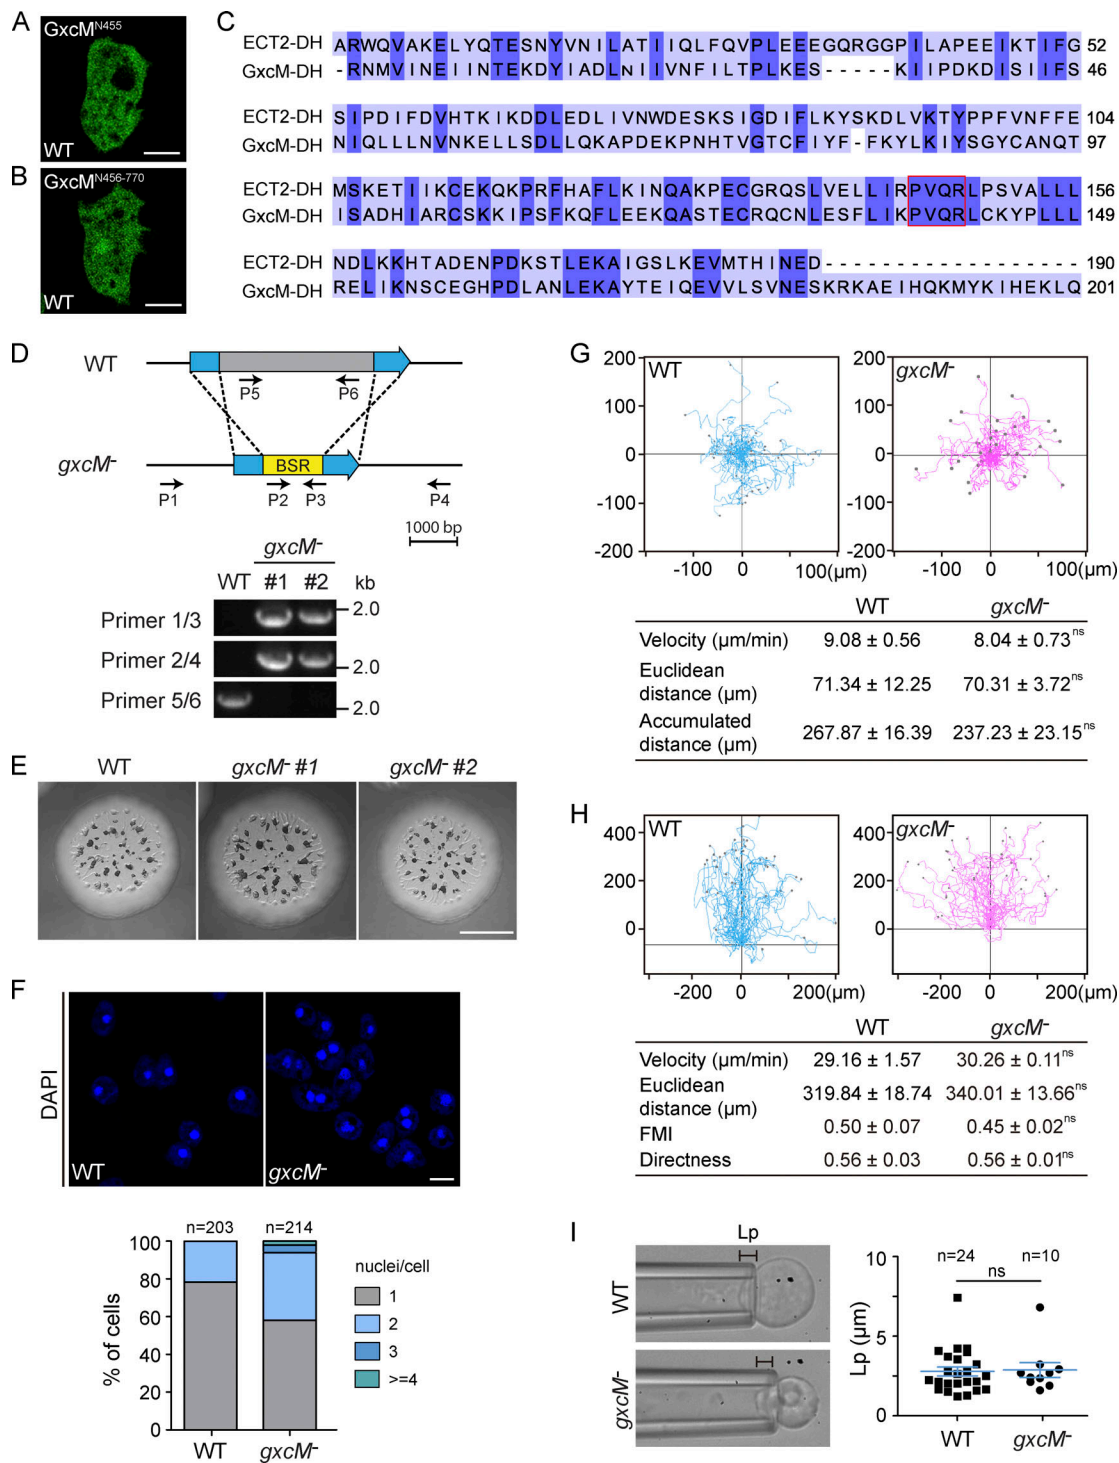 A
GxcM^N455
WT
B
GxcM^N456-770
WT
C
ECT2-DH ARWQVAKELYQTESNYVNILATIIQLFQVPLEEEGQRGGPILAPEEIKTIFG 52
GxcM-DH -RNMVINEIINTEKDYIADLNIIVNFILTPLKES-----KIIPDKDISIIFS 46
ECT2-DH SIPDIFDVHTKIKDDLEDLIVNWDESKSIGDIFLKYSKDLVKTYPPFVNFFE 104
GxcM-DH NIQLLLNVNKELLSDLLQKAPDEKPNHTVGTCFIYF-FKYLKIYSGYCANQT 97
ECT2-DH MSKETIIKCEKQKPRFHAFLKINQAKPECGRQSLVELLIRPVQRLPSVALLL 156
GxcM-DH ISADHIARCSKKIPSFKQFLEEKQASTECRQCNLESFLIKPVQRLCKYPLLL 149
ECT2-DH NDLKKHTADENPDKSTLEKAIGSLKEVMTHINED------------------ 190
GxcM-DH RELIKNSCEGHPDLANLEKAYTEIQEVVLSVNESKRKAEIHQKMYKIHEKLQ 201
D
WT
P5 P6
gxcM-
BSR
P1 P2 P3 P4
1000 bp
gxcM-
WT #1 #2 kb
Primer 1/3 2.0
Primer 2/4 2.0
Primer 5/6 2.0
E
WT gxcM- #1 gxcM- #2
F
DAPI
WT gxcM-
n=203 n=214
% of cells
100
80
60
40
20
0
WT gxcM-
nuclei/cell
1
2
3
>=4
G
WT gxcM-
200 200
100 100
0 0
-100 -100
-200 -200
-100 0 100(μm) -100 0 100(μm)
WT gxcM-
Velocity (μm/min) 9.08 ± 0.56 8.04 ± 0.73^ns
Euclidean distance (μm) 71.34 ± 12.25 70.31 ± 3.72^ns
Accumulated distance (μm) 267.87 ± 16.39 237.23 ± 23.15^ns
H
WT gxcM-
400 400
200 200
0 0
-200 0 200(μm) -200 0 200(μm)
WT gxcM-
Velocity (μm/min) 29.16 ± 1.57 30.26 ± 0.11^ns
Euclidean distance (μm) 319.84 ± 18.74 340.01 ± 13.66^ns
FMI 0.50 ± 0.07 0.45 ± 0.02^ns
Directness 0.56 ± 0.03 0.56 ± 0.01^ns
I
Lp
WT
gxcM-
n=24 n=10
ns
Lp (μm)
10
5
0
WT gxcM-